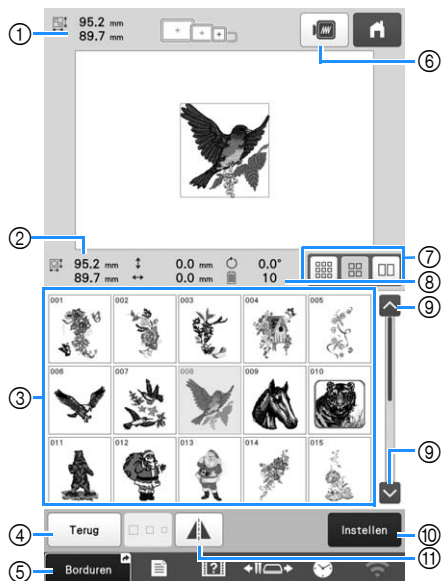 ① 95.2 mm
89.7 mm
⑥
② 95.2 mm 0.0 mm 0.0°
89.7 mm 0.0 mm 10
⑦
⑧
⑨
001 002 003 004 005
③
006 007 008 009 010
011 012 013 014 015
⑨
④ Terug Instellen ⑩
⑪
⑤ Borduren